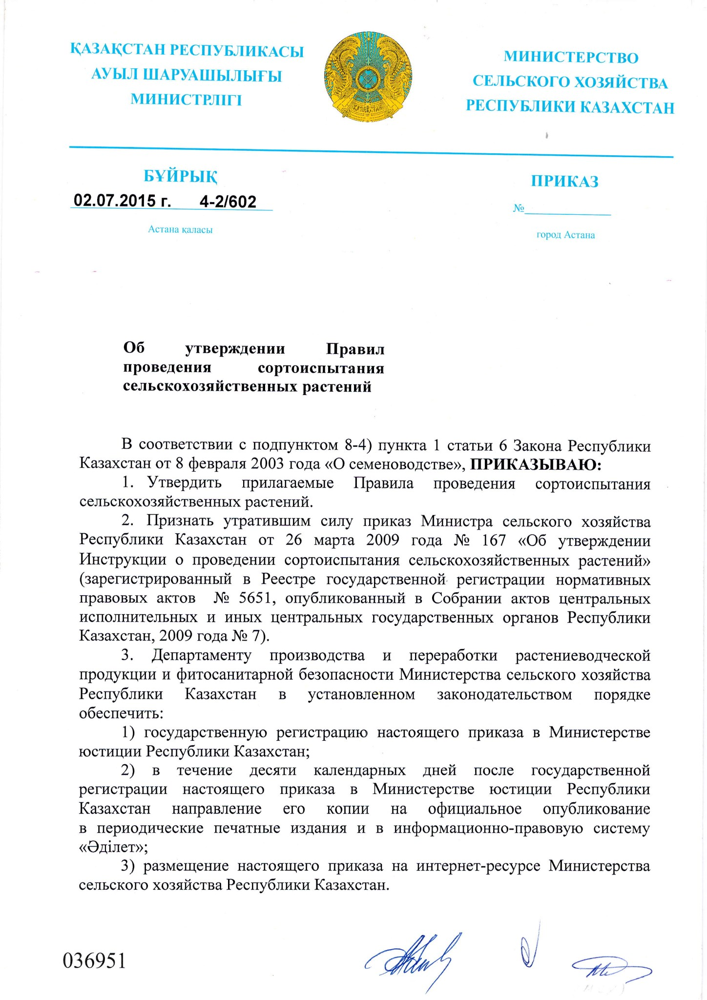 ҚАЗАҚСТАН РЕСПУБЛИКАСЫ
АУЫЛ ШАРУАШЫЛЫҒЫ
МИНИСТРЛІГІ
МИНИСТЕРСТВО
СЕЛЬСКОГО ХОЗЯЙСТВА
РЕСПУБЛИКИ КАЗАХСТАН
ҚАЗАҚСТАН
БҰЙРЫҚ
02.07.2015 г. 4-2/602
Астана қаласы
ПРИКАЗ
№
город Астана
Об утверждении Правил
проведения сортоиспытания
сельскохозяйственных растений
В соответствии с подпунктом 8-4) пункта 1 статьи 6 Закона Республики
Казахстан от 8 февраля 2003 года «О семеноводстве», ПРИКАЗЫВАЮ:
1. Утвердить прилагаемые Правила проведения сортоиспытания
сельскохозяйственных растений.
2. Признать утратившим силу приказ Министра сельского хозяйства
Республики Казахстан от 26 марта 2009 года № 167 «Об утверждении
Инструкции о проведении сортоиспытания сельскохозяйственных растений»
(зарегистрированный в Реестре государственной регистрации нормативных
правовых актов № 5651, опубликованный в Собрании актов центральных
исполнительных и иных центральных государственных органов Республики
Казахстан, 2009 года № 7).
3. Департаменту производства и переработки растениеводческой
продукции и фитосанитарной безопасности Министерства сельского хозяйства
Республики Казахстан в установленном законодательством порядке
обеспечить:
1) государственную регистрацию настоящего приказа в Министерстве
юстиции Республики Казахстан;
2) в течение десяти календарных дней после государственной
регистрации настоящего приказа в Министерстве юстиции Республики
Казахстан направление его копии на официальное опубликование
в периодические печатные издания и в информационно-правовую систему
«Әділет»;
3) размещение настоящего приказа на интернет-ресурсе Министерства
сельского хозяйства Республики Казахстан.
036951